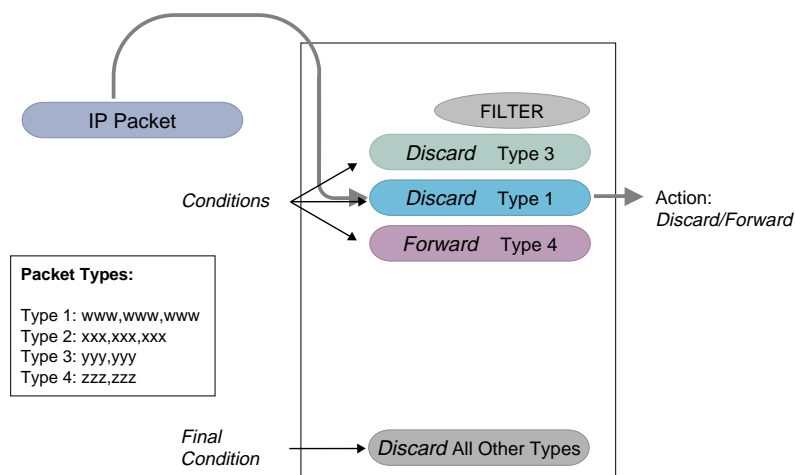 IP Packet
FILTER
Discard Type 3
Conditions
Discard Type 1
Action:
Discard/Forward
Forward Type 4
Packet Types:
Type 1: www,www,www
Type 2: xxx,xxx,xxx
Type 3: yyy,yyy
Type 4: zzz,zzz
Final
Condition
Discard All Other Types